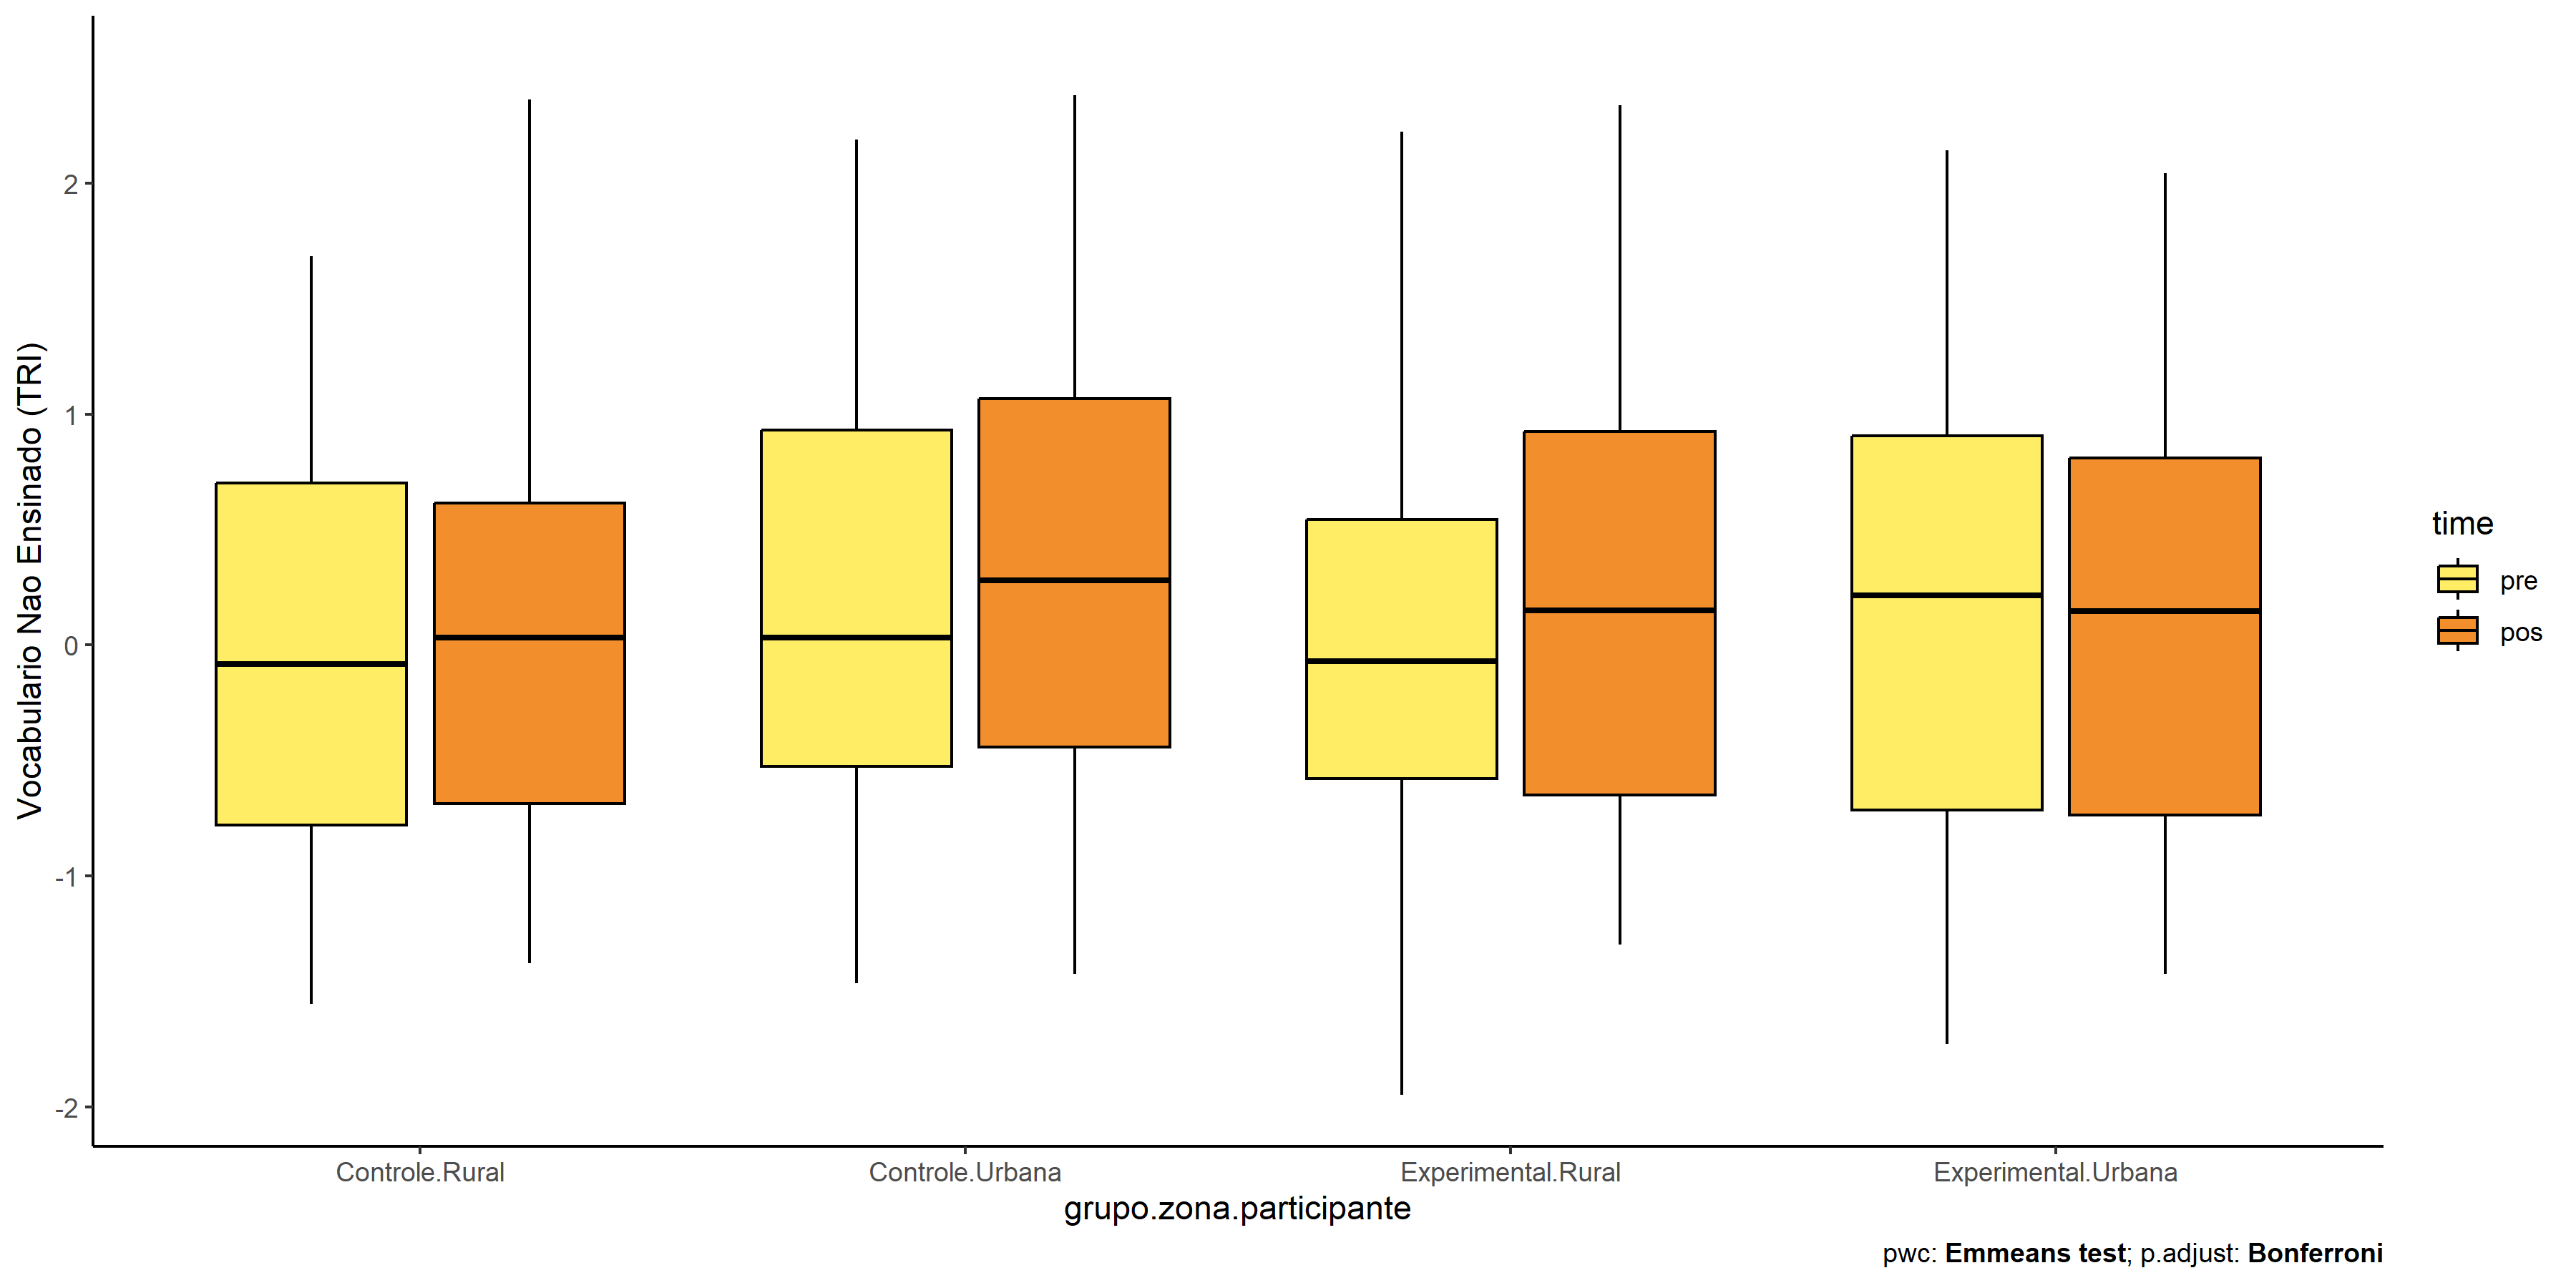 Vocabulario Nao Ensinado (TRI)
2
1
0
-1
-2
Controle.Rural
Controle.Urbana
Experimental.Rural
Experimental.Urbana
grupo.zona.participante
time
pre
pos
pwc: Emmeans test; p.adjust: Bonferroni